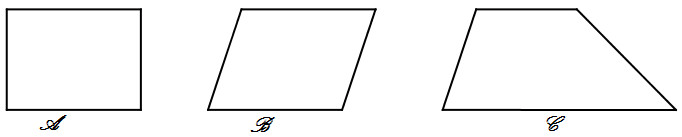 𝒜 ℬ 𝒞